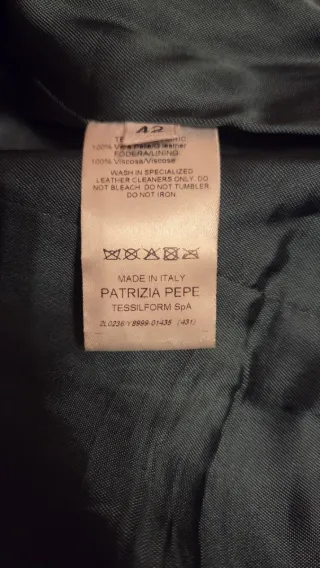 42
100% Vera Pelle/G leather
FODERA/LINING
100% Viscosa/Viscose
WASH IN SPECIALIZED
LEATHER CLEANERS ONLY. DO
NOT BLEACH. DO NOT TUMBLER
DO NOT IRON
MADE IN ITALY
PATRIZIA PEPE
TESSILFORM SpA
2L0236-Y8999-01435 (431)